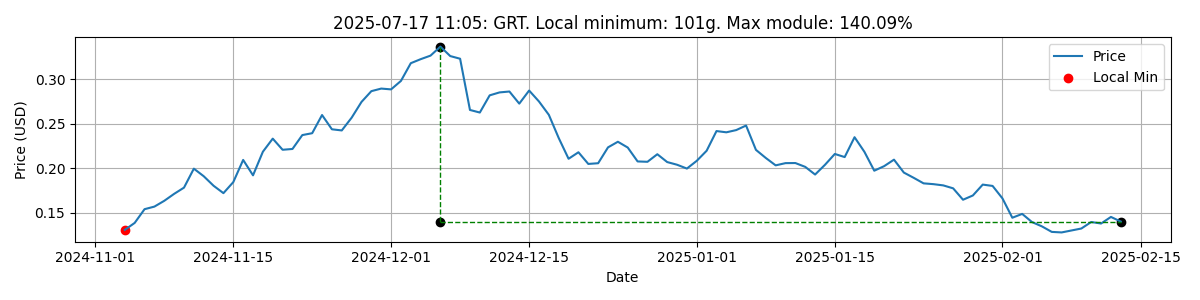 2025-07-17 11:05: GRT. Local minimum: 101g. Max module: 140.09%
Price (USD)
0.30
0.25
0.20
0.15
Price
Local Min
2024-11-01
2024-11-15
2024-12-01
2024-12-15
2025-01-01
2025-01-15
2025-02-01
2025-02-15
Date